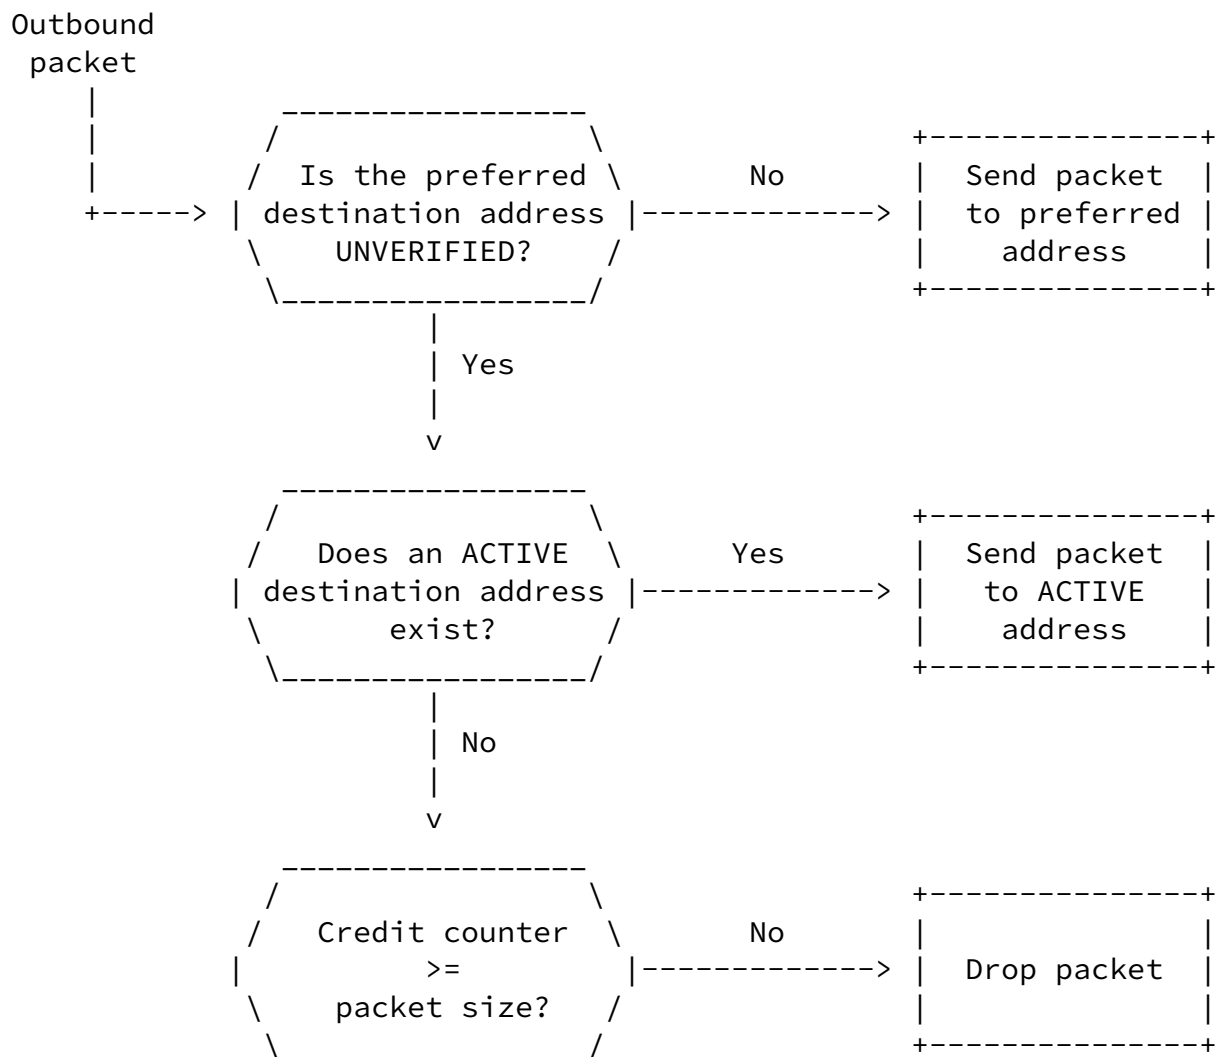 Outbound
packet
Is the preferred
destination address
UNVERIFIED?
No
Send packet
to preferred
address
Yes
Does an ACTIVE
destination address
exist?
Yes
Send packet
to ACTIVE
address
No
Credit counter
>=
packet size?
No
Drop packet